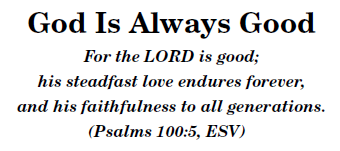 God Is Always Good
For the LORD is good;
his steadfast love endures forever,
and his faithfulness to all generations.
(Psalms 100:5, ESV)